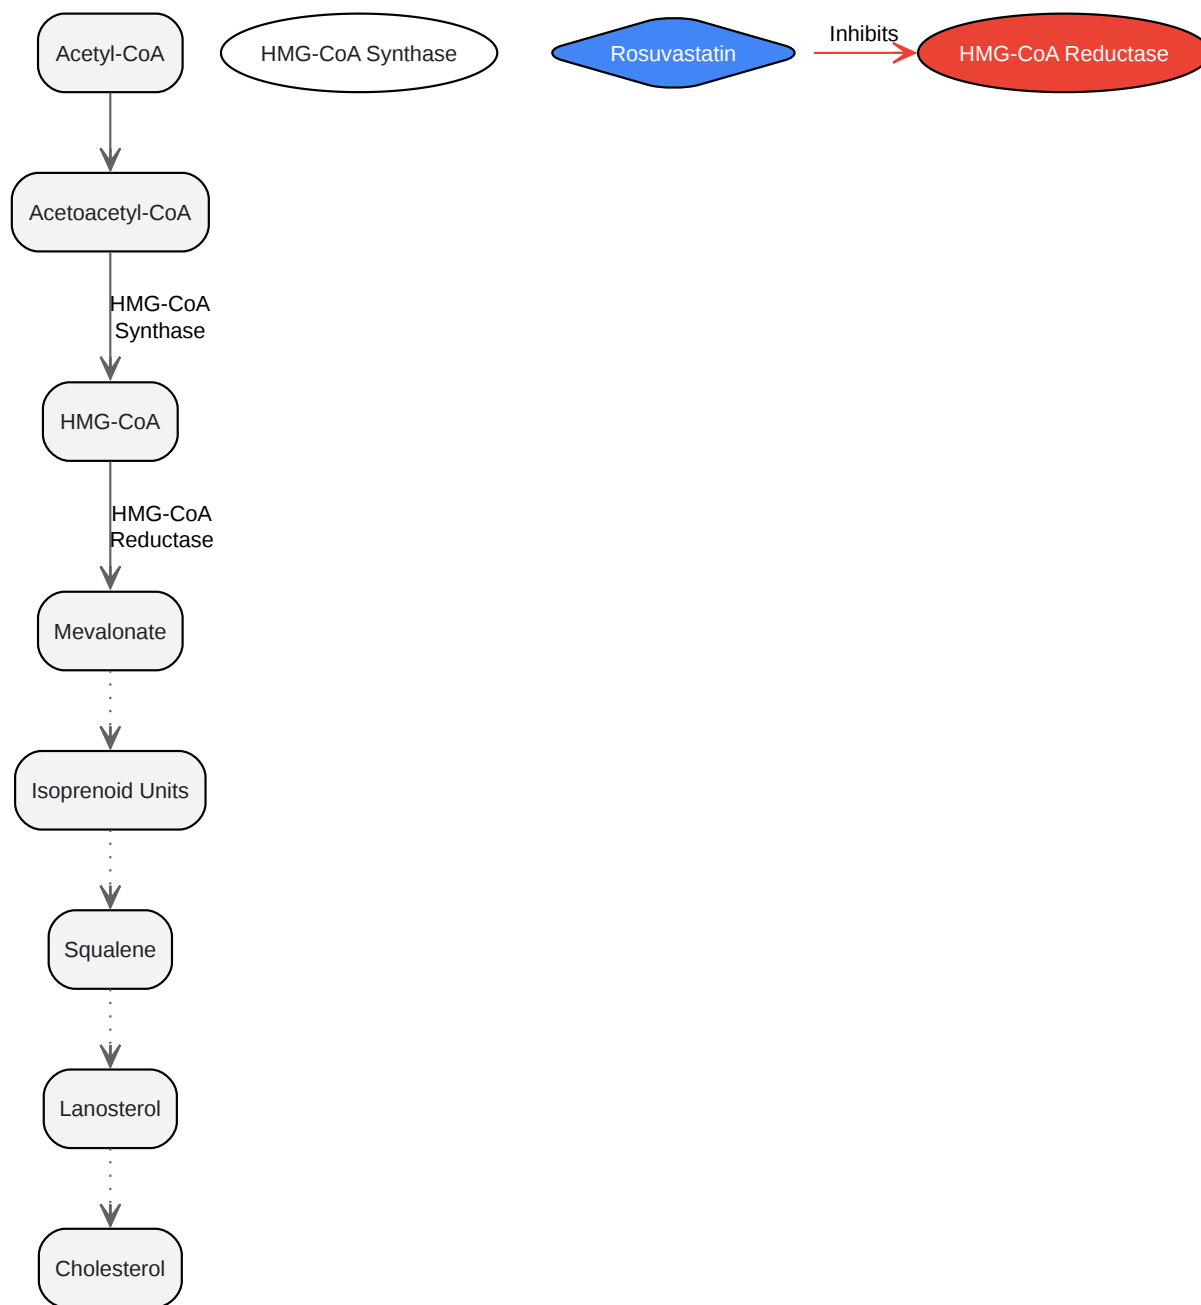 Acetyl-CoA
HMG-CoA Synthase
Rosuvastatin
Inhibits
HMG-CoA Reductase
Acetoacetyl-CoA
HMG-CoA
Synthase
HMG-CoA
HMG-CoA
Reductase
Mevalonate
Isoprenoid Units
Squalene
Lanosterol
Cholesterol